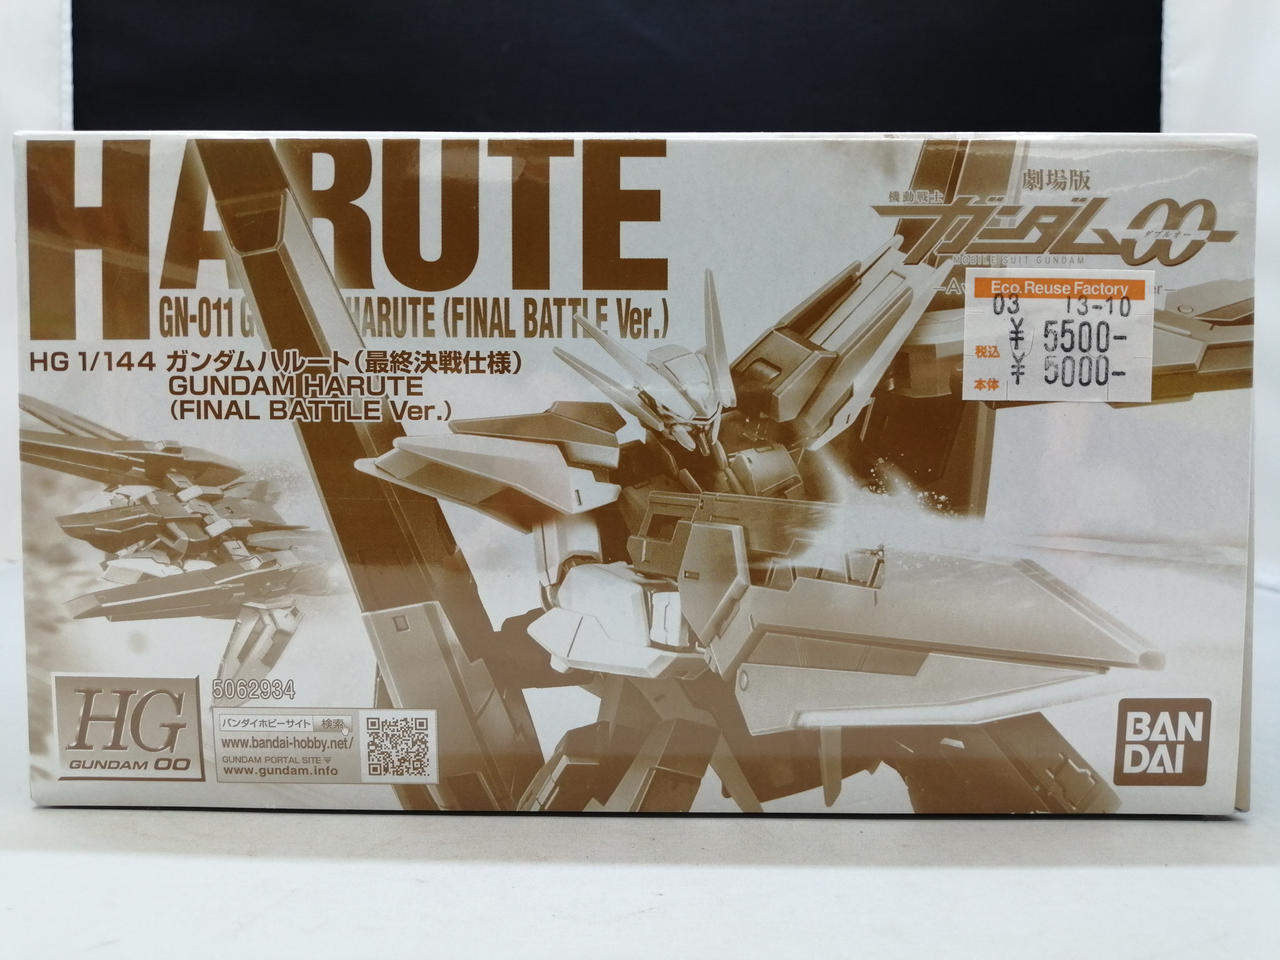 HARUTE
GN-011 G HARUTE (FINAL BATTLE Ver.)
HG 1/144 ガンダムハルート(最終決戦仕様)
GUNDAM HARUTE
(FINAL BATTLE Ver.)
劇場版
機動戦士
ガンダム00
ダブルオー
MOBILE SUIT GUNDAM
Eco.Reuse Factory
03 13-10
税込 ¥ 5500-
本体 ¥ 5000-
HG
GUNDAM 00
5062934
バンダイホビーサイト 検索
www.bandai-hobby.net/
GUNDAM PORTAL SITE
www.gundam.info
BAN
DAI